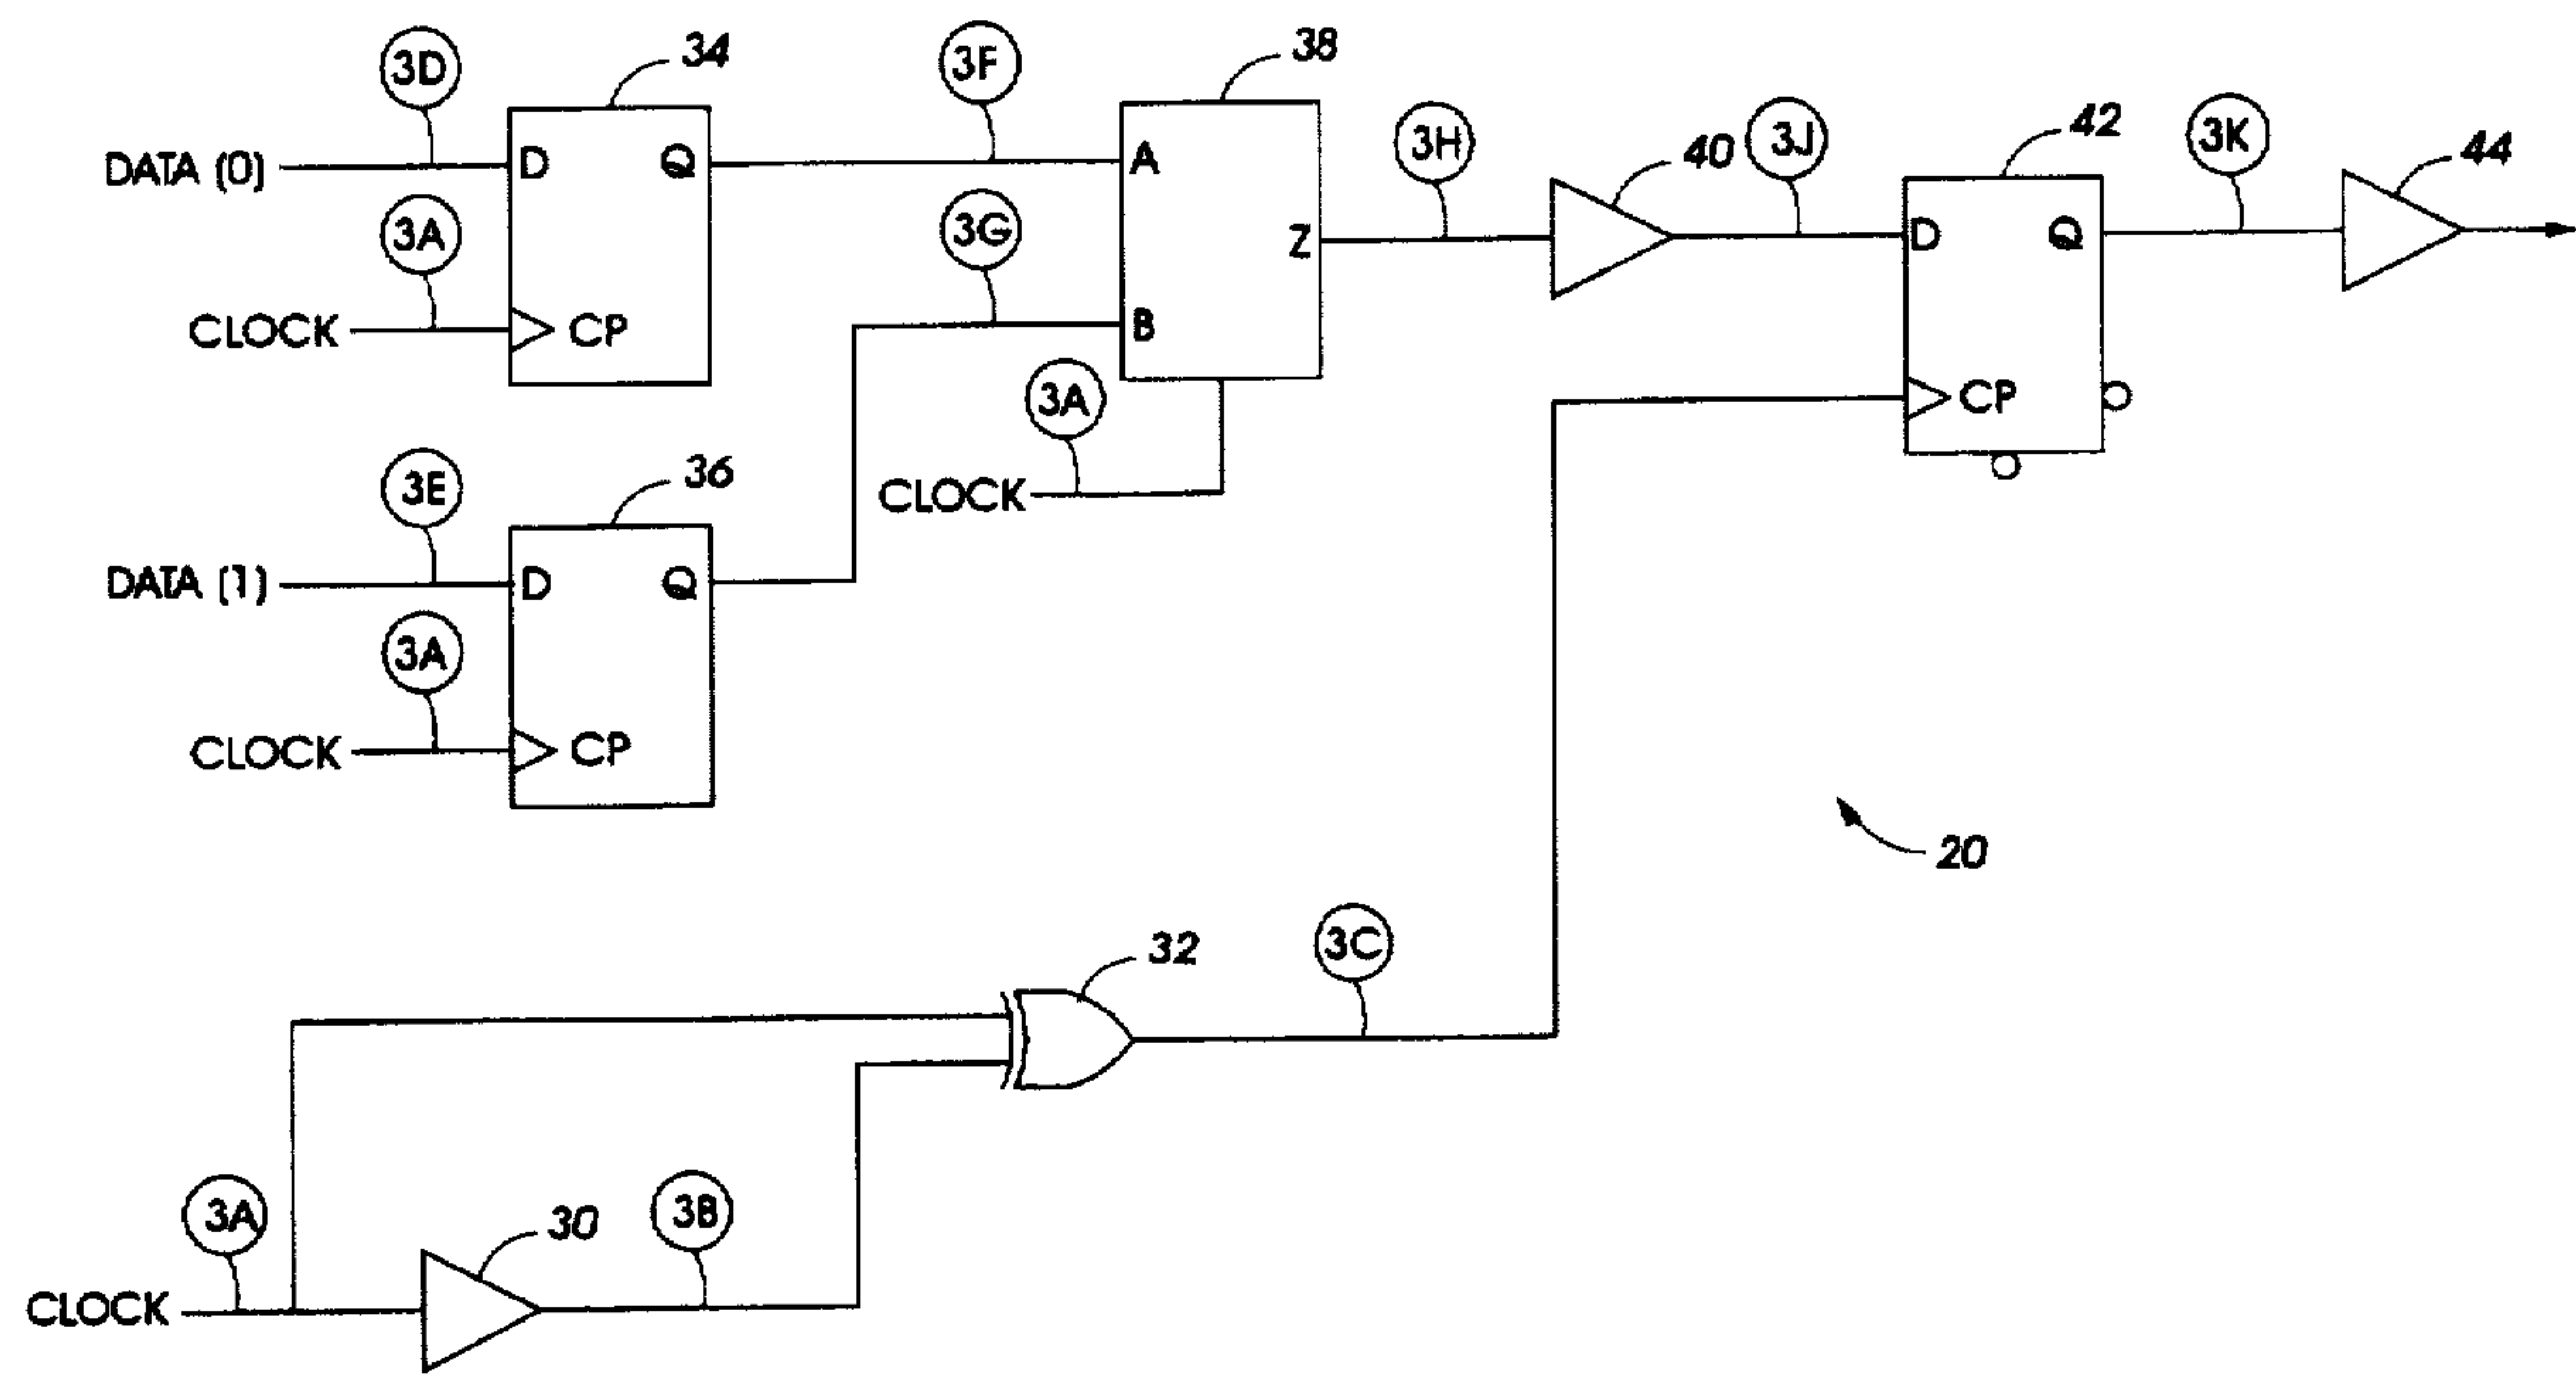 3D
34
3F
38
DATA (0)
D
Q
A
3H
40
3J
42
3K
44
3A
CLOCK
CP
3G
B
Z
D
Q
3A
CLOCK
CP
3E
36
DATA (1)
D
Q
3A
CLOCK
CP
20
32
3C
3A
CLOCK
30
3B